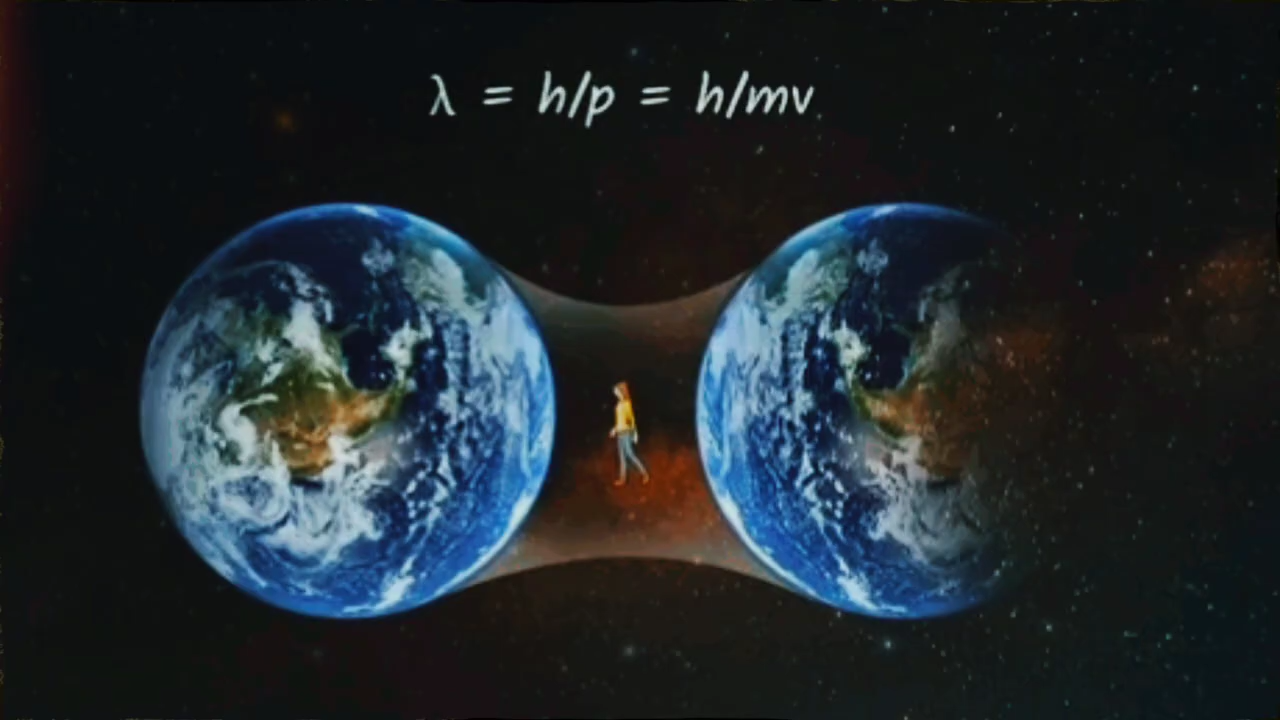 λ = h/p = h/mv